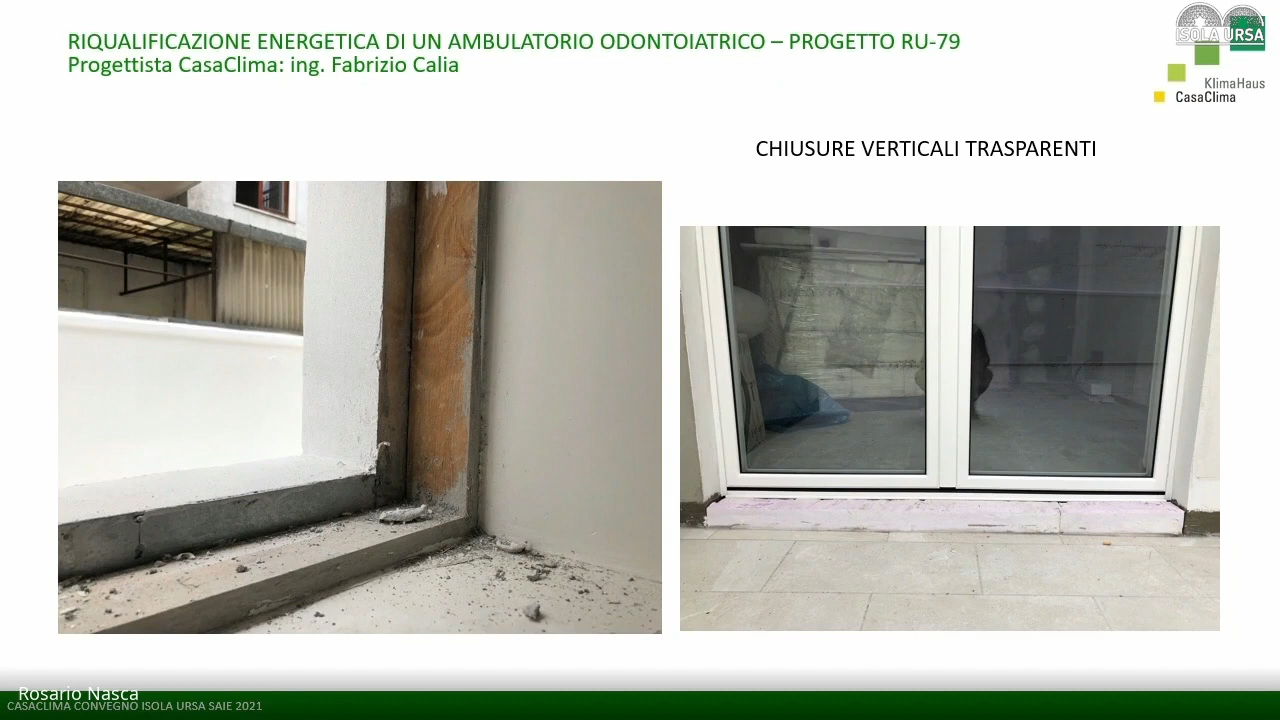 RIQUALIFICAZIONE ENERGETICA DI UN AMBULATORIO ODONTOIATRICO – PROGETTO RU-79
Progettista CasaClima: ing. Fabrizio Calia
ISOLA URSA
KlimaHaus
CasaClima
CHIUSURE VERTICALI TRASPARENTI
Rosario Nasca
CASACLIMA CONVEGNO ISOLA URSA SAIE 2021